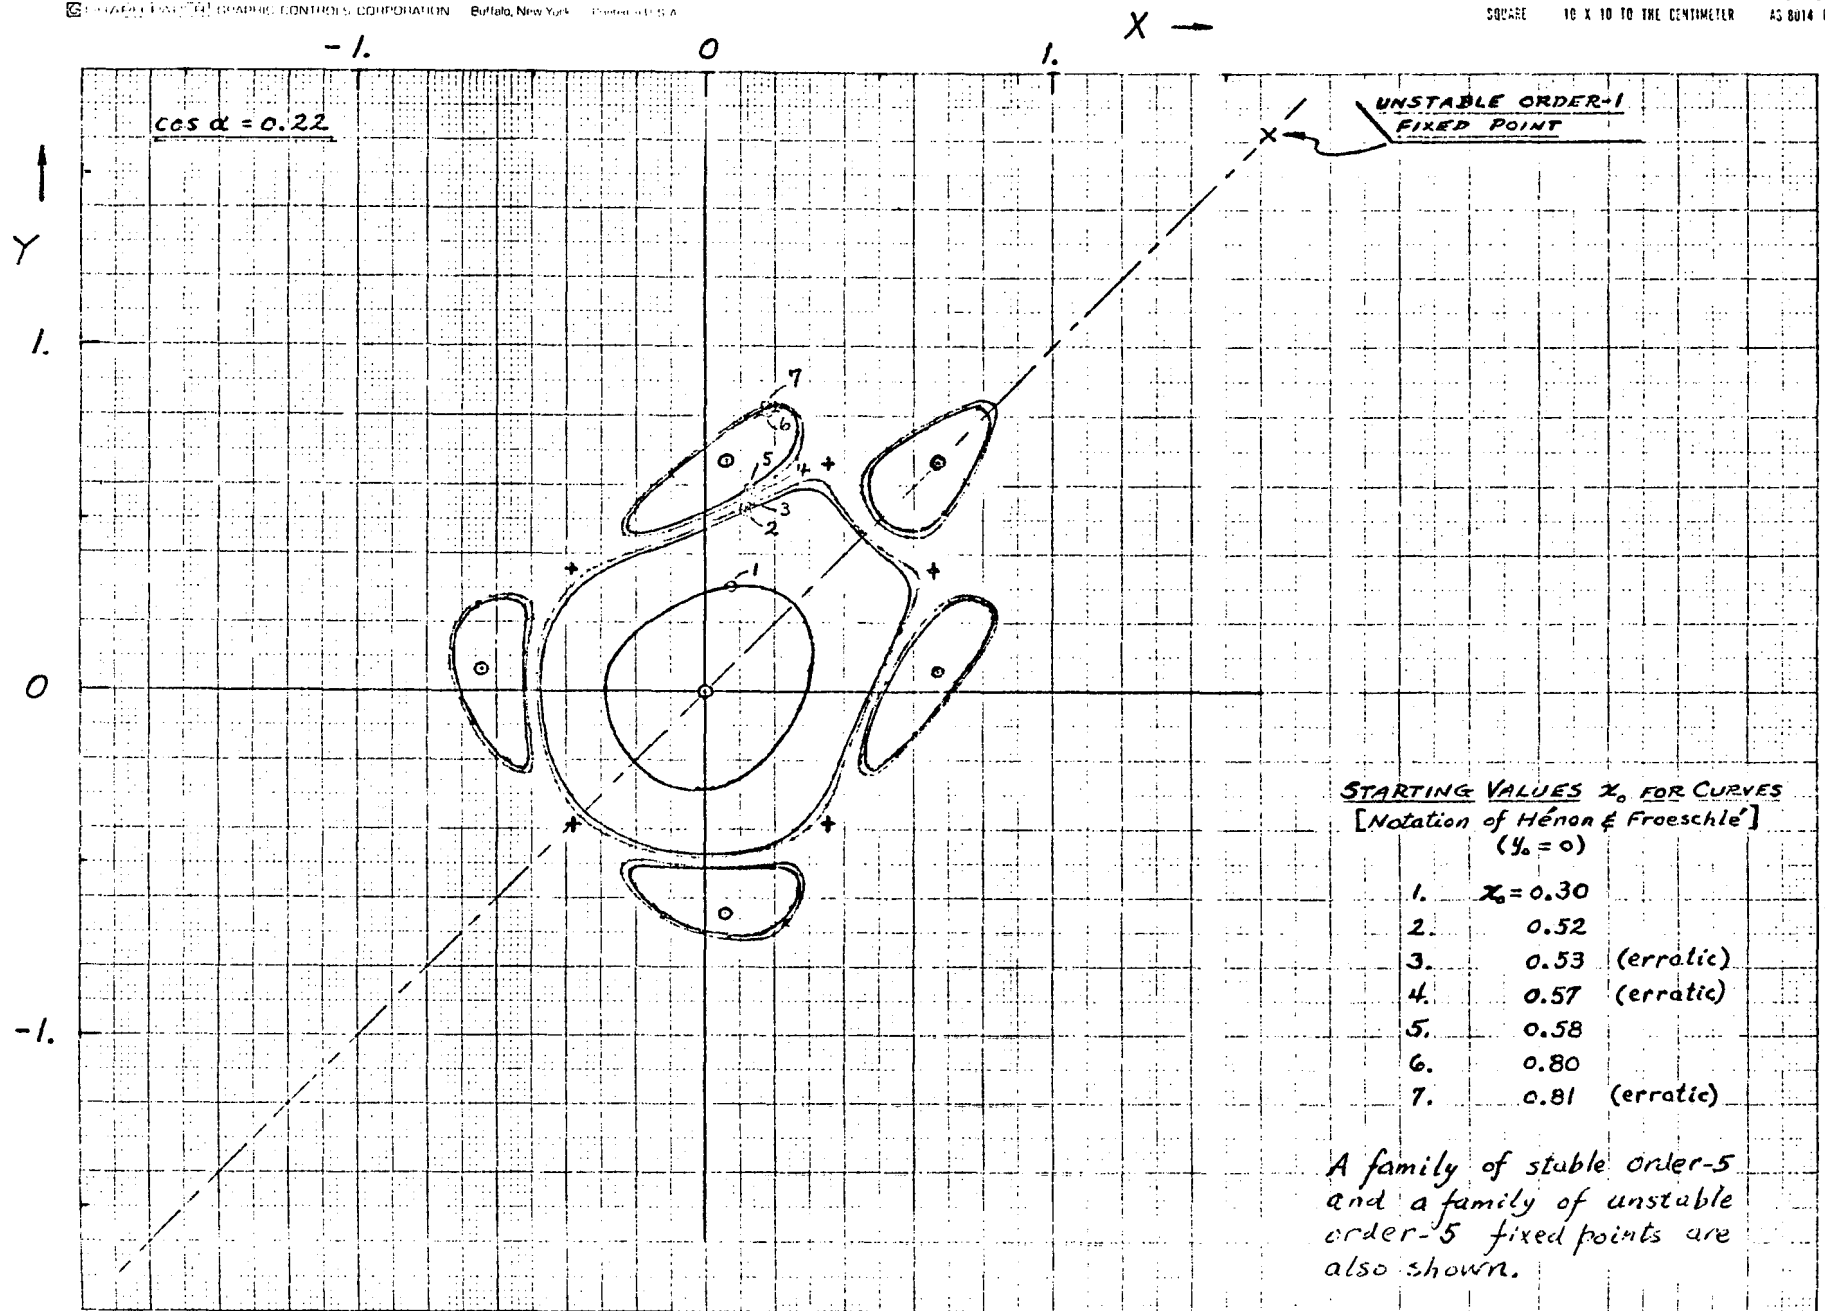 GRAPHIC CONTROLS CORPORATION Buffalo, New York
SQUARE 10 X 10 TO THE CENTIMETER AS 8014
X
-1. 0 1.
cos α = 0.22
UNSTABLE ORDER-1
FIXED POINT
Y
1.
7
6
5
4
3
2
1
0
-1.
STARTING VALUES x₀ FOR CURVES
[Notation of Hénon & Froeschlé]
(y₀ = 0)
1. x₀ = 0.30
2. 0.52
3. 0.53 (erratic)
4. 0.57 (erratic)
5. 0.58
6. 0.80
7. 0.81 (erratic)
A family of stable order-5
and a family of unstable
order-5 fixed points are
also shown.